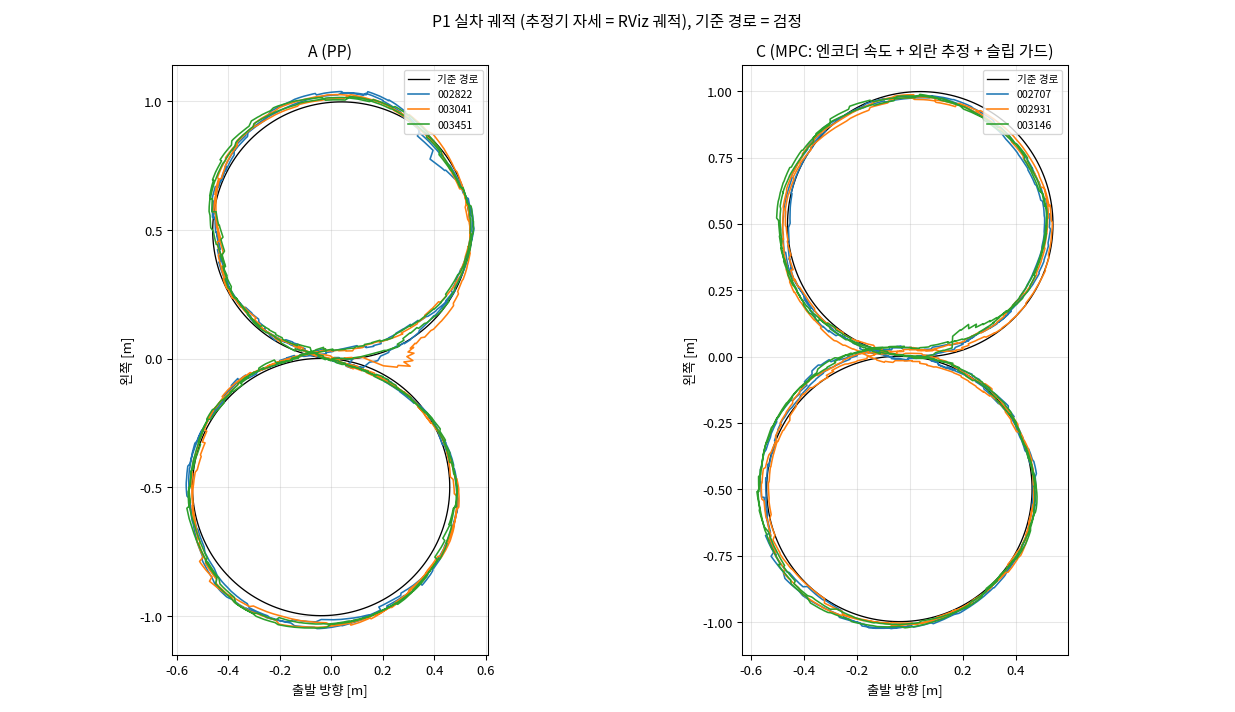 P1 실차 궤적 (추정기 자세 = RViz 궤적), 기준 경로 = 검정
A (PP)
기준 경로
002822
003041
003451
1.0
0.5
0.0
-0.5
-1.0
왼쪽 [m]
-0.6 -0.4 -0.2 0.0 0.2 0.4 0.6
출발 방향 [m]
C (MPC: 엔코더 속도 + 외란 추정 + 슬립 가드)
기준 경로
002707
002931
003146
1.00
0.75
0.50
0.25
0.00
-0.25
-0.50
-0.75
-1.00
왼쪽 [m]
-0.6 -0.4 -0.2 0.0 0.2 0.4
출발 방향 [m]